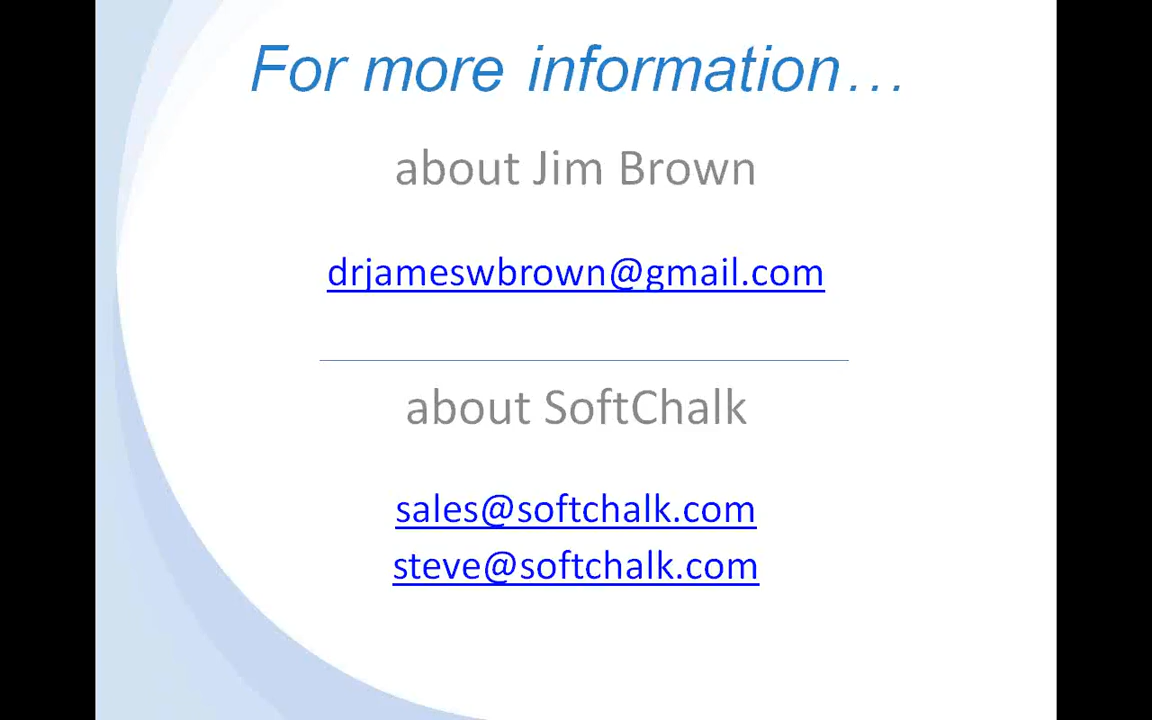 For more information…
about Jim Brown
drjameswbrown@gmail.com
about SoftChalk
sales@softchalk.com
steve@softchalk.com